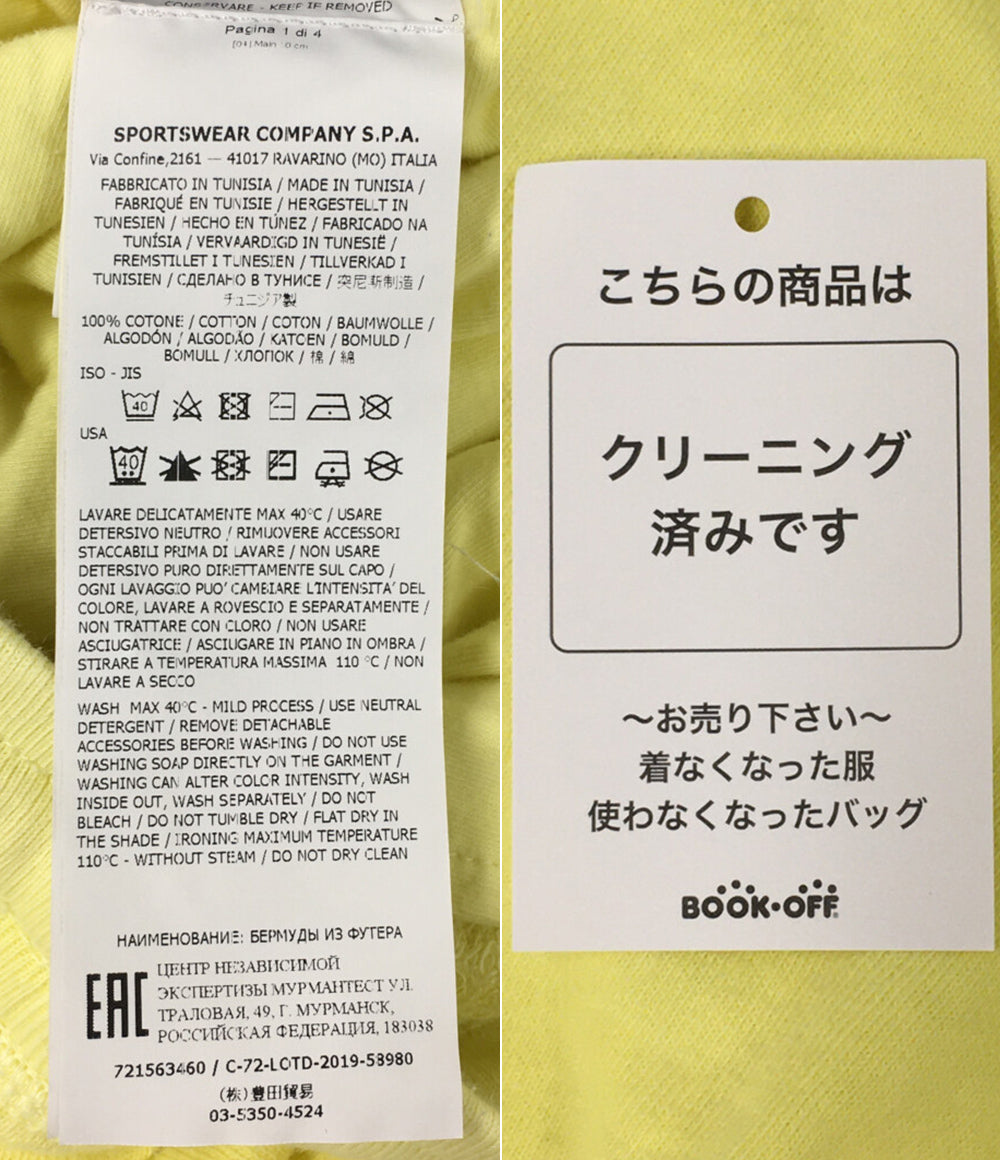 CONSERVARE - KEEP IF REMOVED
Pagina 1 di 4
SPORTSWEAR COMPANY S.P.A.
Via Confine,2161 — 41017 RAVARINO (MO) ITALIA
FABBRICATO IN TUNISIA / MADE IN TUNISIA /
FABRIQUÉ EN TUNISIE / HERGESTELLT IN
TUNESIEN / HECHO EN TÚNEZ / FABRICADO NA
TUNÍSIA / VERVAARDIGD IN TUNESIË /
FREMSTILLET I TUNESIEN / TILLVERKAD I
TUNISIEN / СДЕЛАНО В ТУНИСЕ / 突尼斯制造 /
チュニジア製
100% COTONE / COTTON / COTON / BAUMWOLLE /
ALGODÓN / ALGODÃO / KATOEN / BOMULD /
BOMULL / ХЛОПОК / 棉 / 綿
ISO - JIS
40
USA
40
LAVARE DELICATAMENTE MAX 40°C / USARE
DETERSIVO NEUTRO / RIMUOVERE ACCESSORI
STACCABILI PRIMA DI LAVARE / NON USARE
DETERSIVO PURO DIRETTAMENTE SUL CAPO /
OGNI LAVAGGIO PUO' CAMBIARE L'INTENSITA' DEL
COLORE, LAVARE A ROVESCIO E SEPARATAMENTE /
NON TRATTARE CON CLORO / NON USARE
ASCIUGATRICE / ASCIUGARE IN PIANO IN OMBRA /
STIRARE A TEMPERATURA MASSIMA 110 °C / NON
LAVARE A SECCO
WASH MAX 40°C - MILD PROCESS / USE NEUTRAL
DETERGENT / REMOVE DETACHABLE
ACCESSORIES BEFORE WASHING / DO NOT USE
WASHING SOAP DIRECTLY ON THE GARMENT /
WASHING CAN ALTER COLOR INTENSITY, WASH
INSIDE OUT, WASH SEPARATELY / DO NOT
BLEACH / DO NOT TUMBLE DRY / FLAT DRY IN
THE SHADE / IRONING MAXIMUM TEMPERATURE
110°C - WITHOUT STEAM / DO NOT DRY CLEAN
НАИМЕНОВАНИЕ: БЕРМУДЫ ИЗ ФУТЕРА
EAC
ЦЕНТР НЕЗАВИСИМОЙ
ЭКСПЕРТИЗЫ МУРМАНТЕСТ УЛ.
ТРАЛОВАЯ, 49, Г. МУРМАНСК,
РОССИЙСКАЯ ФЕДЕРАЦИЯ, 183038
721563460 / C-72-LOTD-2019-58980
(株)豊田貿易
03-5350-4524
こちらの商品は
クリーニング
済みです
～お売り下さい～
着なくなった服
使わなくなったバッグ
BOOK・OFF